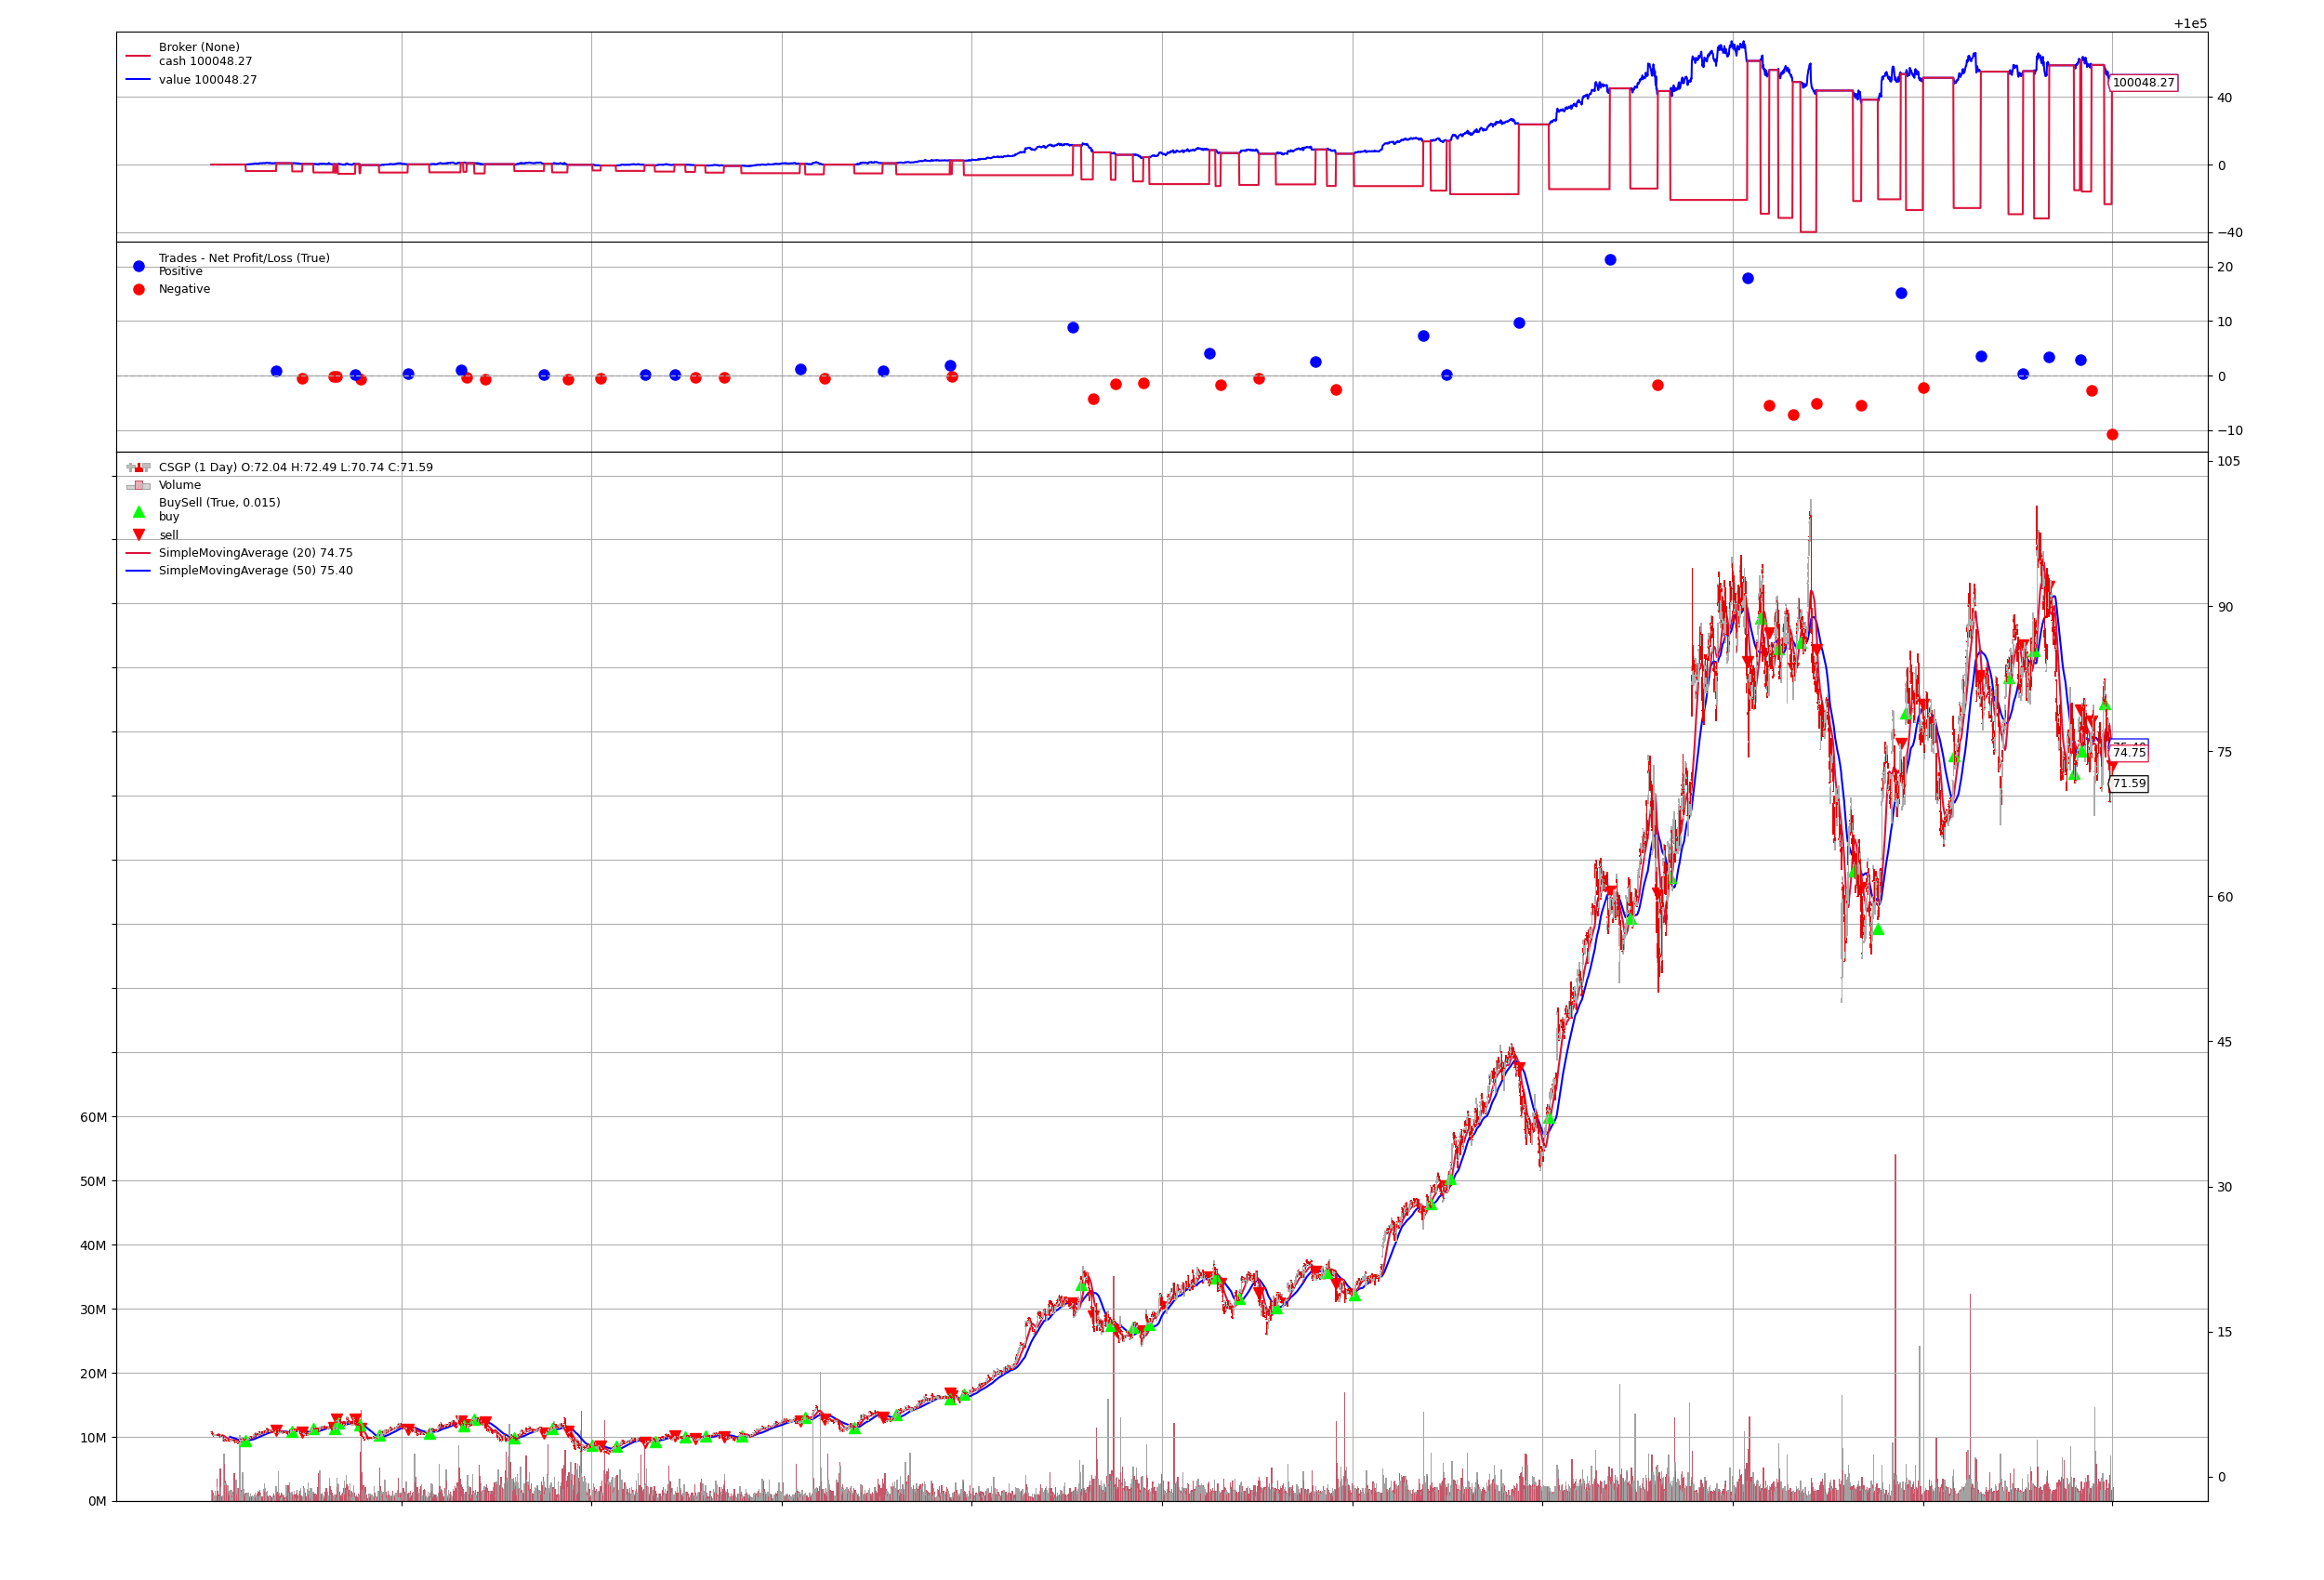 +1e5
Broker (None)
cash 100048.27
value 100048.27
100048.27
40
0
−40
Trades - Net Profit/Loss (True)
Positive
Negative
20
10
0
−10
CSGP (1 Day) O:72.04 H:72.49 L:70.74 C:71.59
Volume
BuySell (True, 0.015)
buy
sell
SimpleMovingAverage (20) 74.75
SimpleMovingAverage (50) 75.40
105
90
75
74.75
71.59
60
45
30
15
0
60M
50M
40M
30M
20M
10M
0M